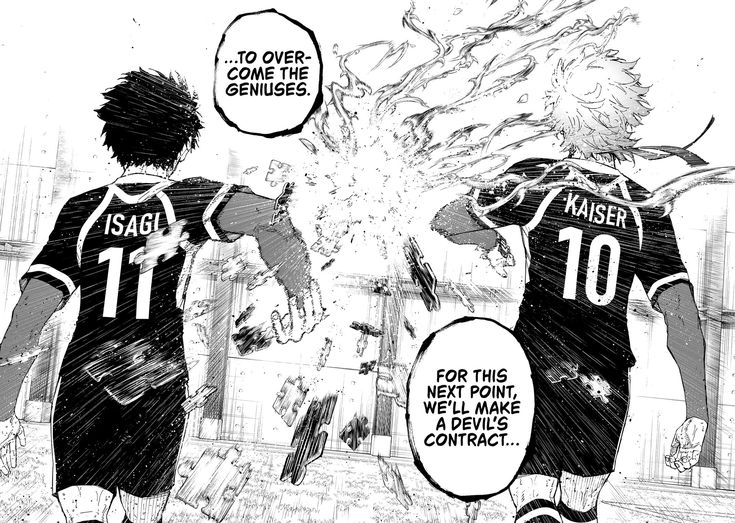 FOR THIS
NEXT POINT,
WE'LL MAKE
A DEVIL'S
CONTRACT...
...TO OVER-
COME THE
GENIUSES.
KAISER
10
ISAGI
11